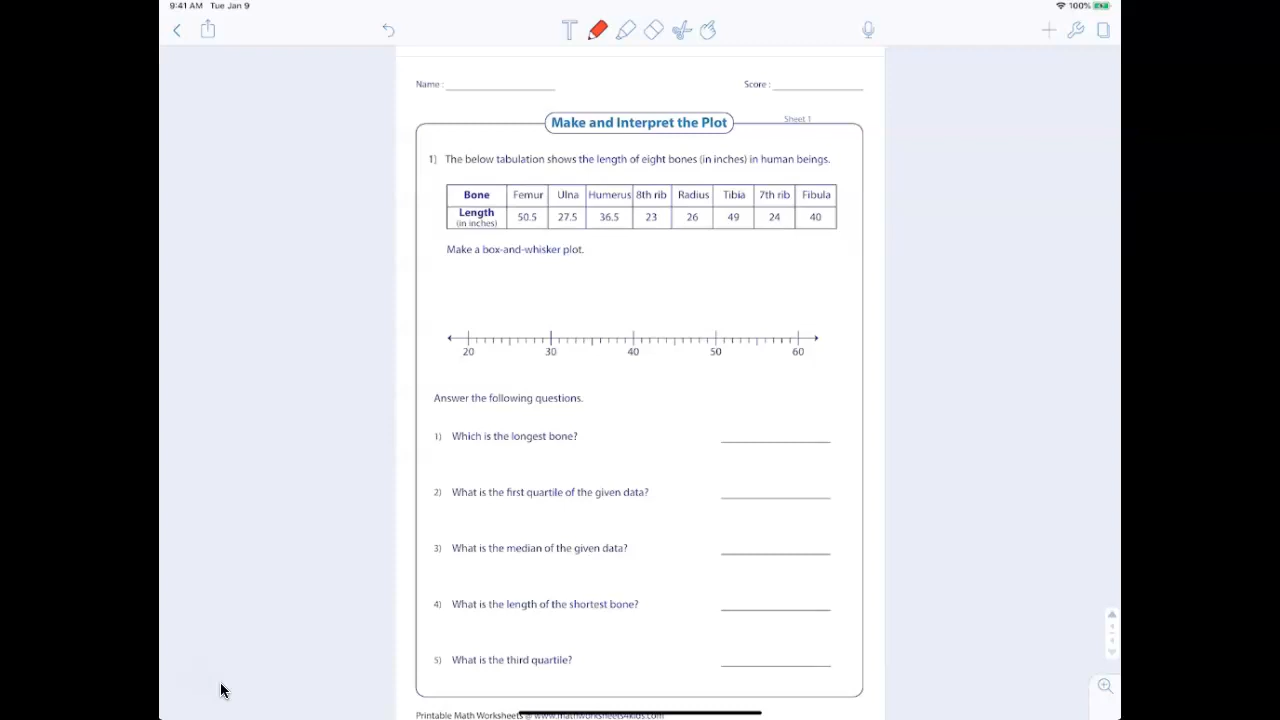 9:41 AM Tue Jan 9
100%
Name :
Score :
Make and Interpret the Plot
Sheet 1
1) The below tabulation shows the length of eight bones (in inches) in human beings.
Bone Femur Ulna Humerus 8th rib Radius Tibia 7th rib Fibula
Length (in inches) 50.5 27.5 36.5 23 26 49 24 40
Make a box-and-whisker plot.
20 30 40 50 60
Answer the following questions.
1) Which is the longest bone?
2) What is the first quartile of the given data?
3) What is the median of the given data?
4) What is the length of the shortest bone?
5) What is the third quartile?
Printable Math Worksheets @ www.mathworksheets4kids.com